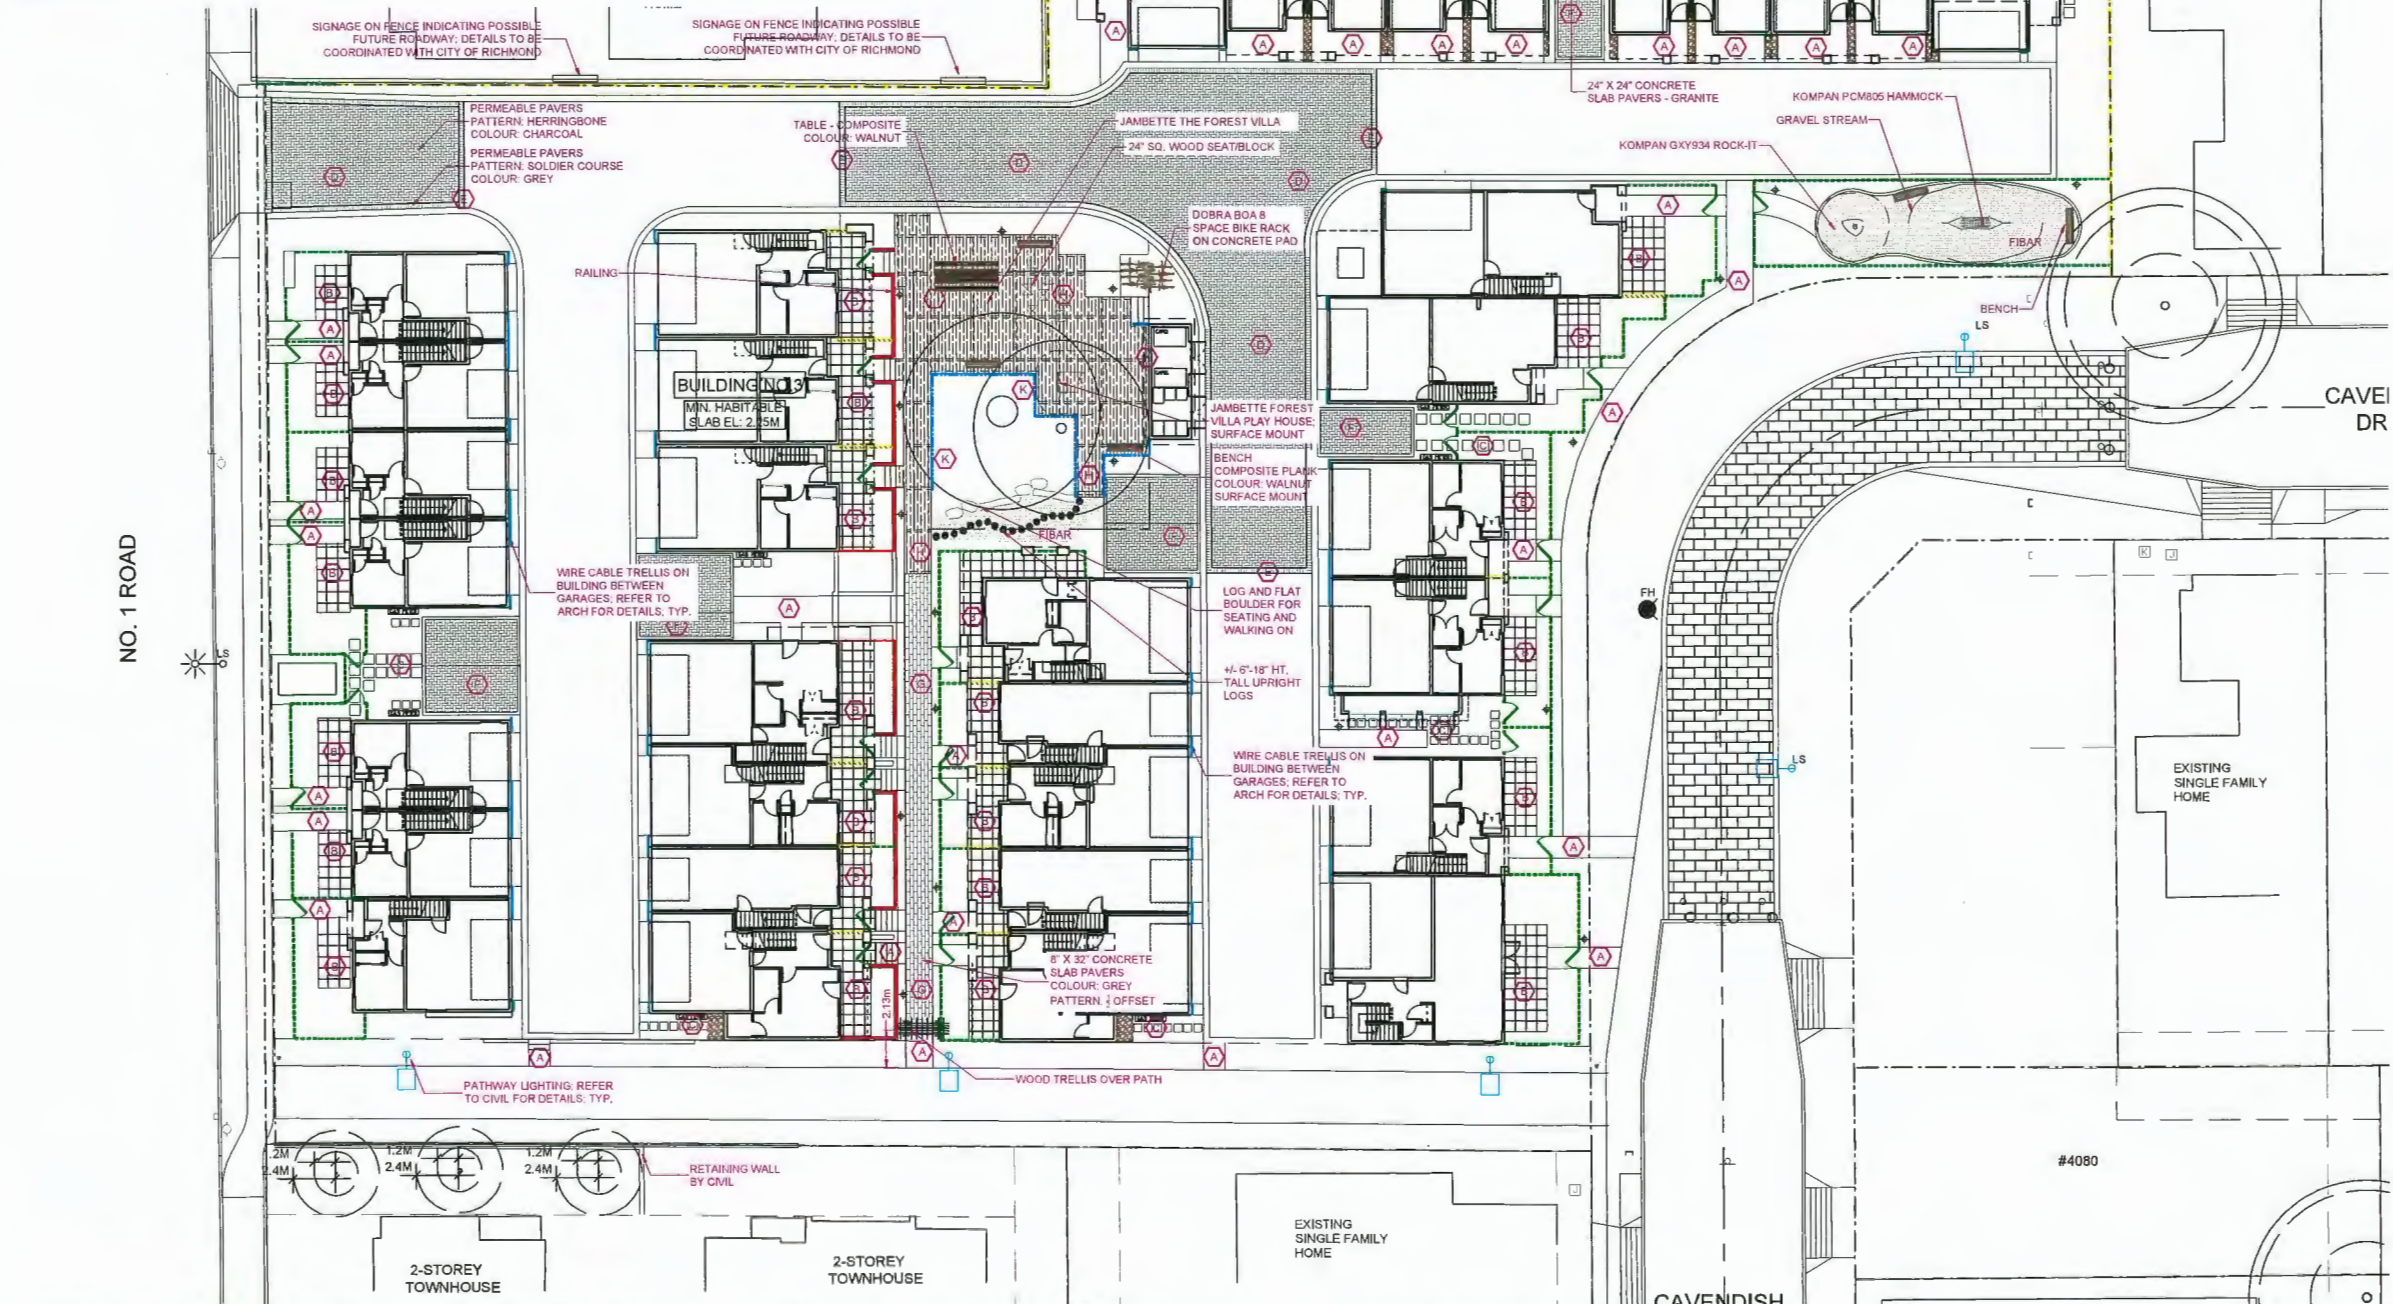 SIGNAGE ON FENCE INDICATING POSSIBLE
FUTURE ROADWAY; DETAILS TO BE
COORDINATED WITH CITY OF RICHMOND
SIGNAGE ON FENCE INDICATING POSSIBLE
FUTURE ROADWAY; DETAILS TO BE
COORDINATED WITH CITY OF RICHMOND
A
A
A
A
A
A
A
A
A
24" X 24" CONCRETE
SLAB PAVERS - GRANITE
KOMPAN PCM805 HAMMOCK
GRAVEL STREAM
KOMPAN GXY934 ROCK-IT
PERMEABLE PAVERS
PATTERN: HERRINGBONE
COLOUR: CHARCOAL
PERMEABLE PAVERS
PATTERN: SOLDIER COURSE
COLOUR: GREY
TABLE - COMPOSITE
COLOUR: WALNUT
JAMBETTE THE FOREST VILLA
24" SQ. WOOD SEAT/BLOCK
D
D
D
DOBRA BOA 8
SPACE BIKE RACK
ON CONCRETE PAD
FIBAR
BENCH
LS
RAILING
BUILDING NO.3
MIN. HABITABLE
SLAB EL: 2.25M
K
K
H
H
JAMBETTE FOREST
VILLA PLAY HOUSE;
SURFACE MOUNT
BENCH
COMPOSITE PLANK
COLOUR: WALNUT
SURFACE MOUNT
FIBAR
CAVE
DR
NO. 1 ROAD
LS
WIRE CABLE TRELLIS ON
BUILDING BETWEEN
GARAGES; REFER TO
ARCH FOR DETAILS, TYP.
LOG AND FLAT
BOULDER FOR
SEATING AND
WALKING ON
+/- 6"-18" HT,
TALL UPRIGHT
LOGS
FH
K
J
WIRE CABLE TRELLIS ON
BUILDING BETWEEN
GARAGES; REFER TO
ARCH FOR DETAILS; TYP.
LS
EXISTING
SINGLE FAMILY
HOME
8" X 32" CONCRETE
SLAB PAVERS
COLOUR: GREY
OFFSET
2.13m
PATHWAY LIGHTING; REFER
TO CIVIL FOR DETAILS; TYP.
WOOD TRELLIS OVER PATH
1.2M
2.4M
1.2M
2.4M
RETAINING WALL
BY CIVIL
#4080
J
EXISTING
SINGLE FAMILY
HOME
2-STOREY
TOWNHOUSE
2-STOREY
TOWNHOUSE
CAVENDISH